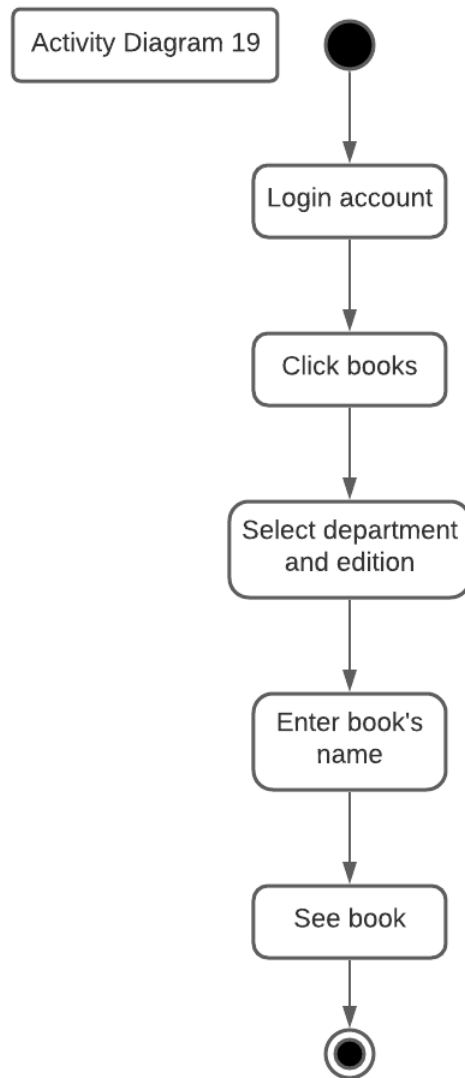 Activity Diagram 19
Login account
Click books
Select department
and edition
Enter book's
name
See book